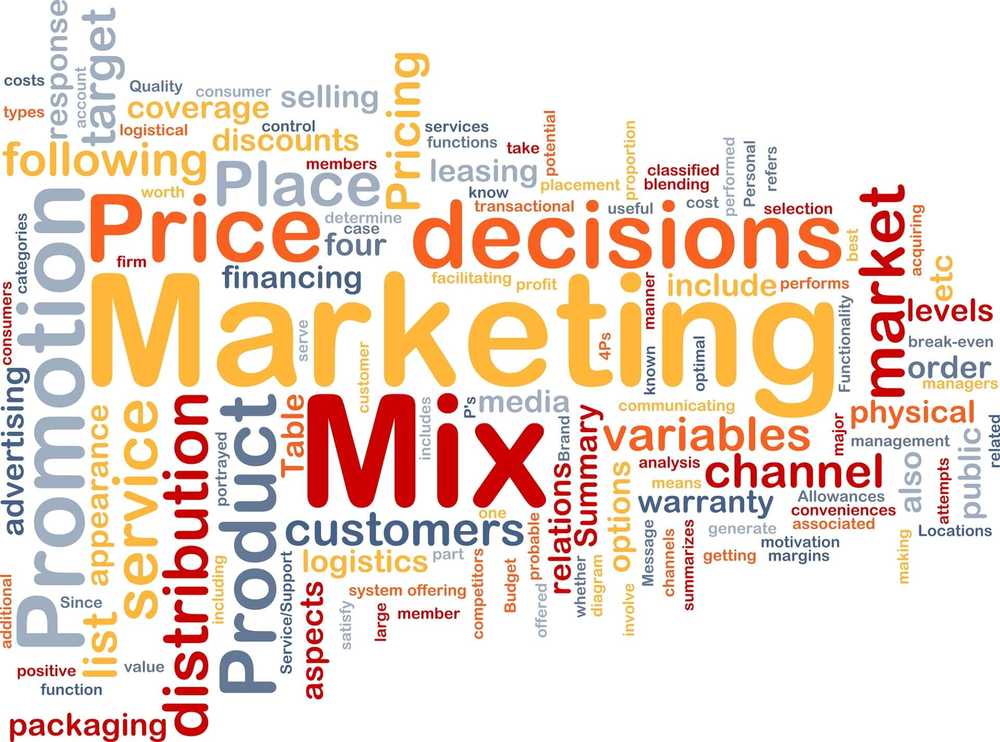 response
target
costs
account
Quality
consumer
selling
Pricing
types
coverage
logistical
control
discounts
services
functions
take
potential
proportion
following
members
Place
leasing
classified
blending
performed
Personal
refers
worth
know
placement
Price
determine
case
four
transactional
decisions
useful
cost
selection
best
market
acquiring
categories
firm
financing
facilitating
profit
manner
include
performs
etc
consumers
Promotion
Marketing
serve
customer
4Ps
known
optimal
Functionality
levels
break-even
order
managers
advertising
appearance
service
distribution
portrayed
Product
Table
Mix
includes
P's
media
Brand
Summary
communicating
variables
major
physical
management
public
related
analysis
channel
also
attempts
means
options
warranty
Allowances
conveniences
associated
one
customers
relations
probable
Message
channels
summarizes
generate
motivation
getting
margins
making
Locations
logistics
part
competitors
Budget
whether
diagram
including
Service/Support
additional
Since
list
aspects
system offering
satisfy
large
member
offered
involve
positive
value
function
packaging